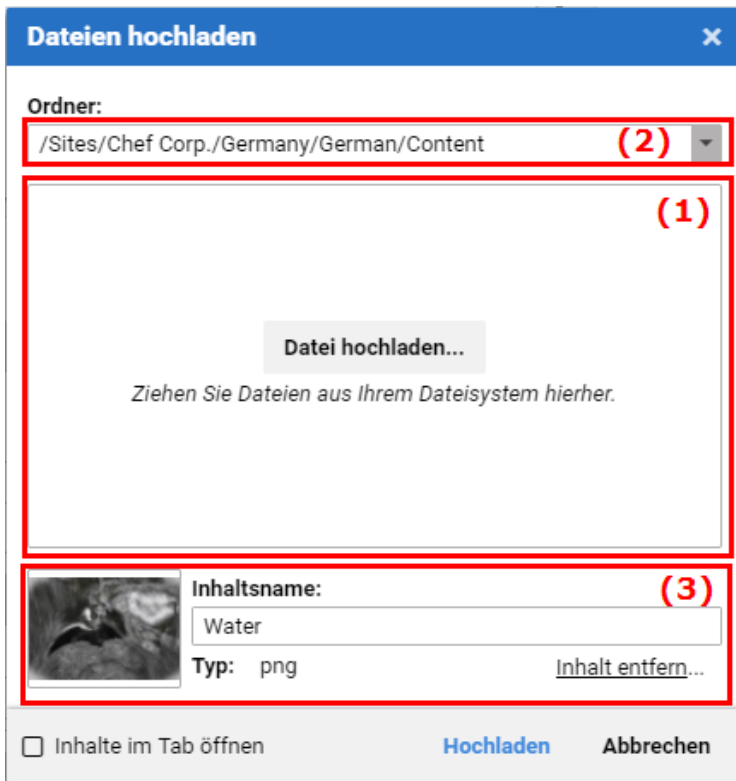 Dateien hochladen ×
Ordner:
/Sites/Chef Corp./Germany/German/Content (2)
(1)
Datei hochladen...
Ziehen Sie Dateien aus Ihrem Dateisystem hierher.
Inhaltsname: (3)
Water
Typ: png Inhalt entfern...
Inhalte im Tab öffnen Hochladen Abbrechen